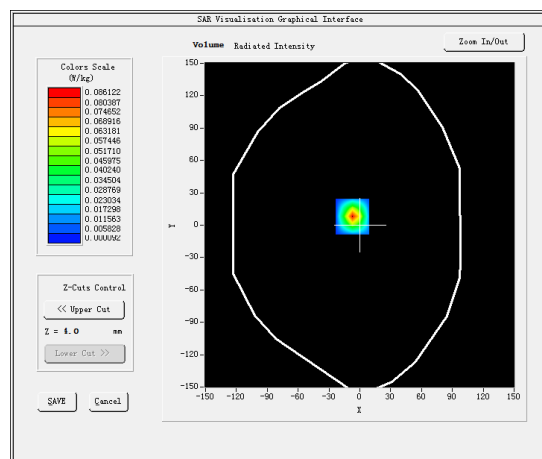 SAR Visualisation Graphical Interface
Volume Radiated Intensity
Zoom In/Out
Colors Scale
(W/kg)
0.086122
0.080387
0.074652
0.068916
0.063181
0.057446
0.051710
0.045975
0.040240
0.034504
0.028769
0.023034
0.017298
0.011563
0.005828
0.000092
Z-Cuts Control
<< Upper Cut
Z = 4.0 mm
Lower Cut >>
SAVE Cancel
150
120
90
60
30
0
-30
-60
-90
-120
-150
Y
-150 -120 -90 -60 -30 0 30 60 90 120 150
X